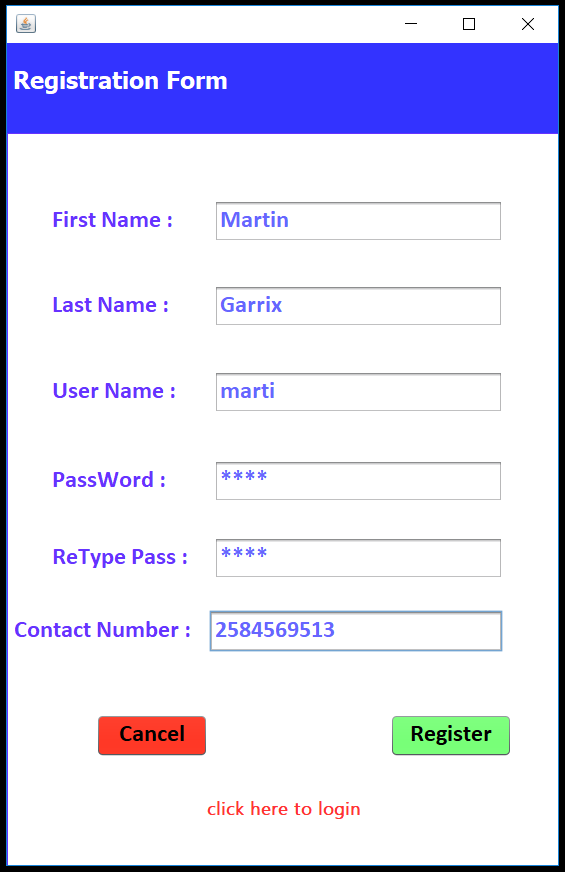 Registration Form
First Name : Martin
Last Name : Garrix
User Name : marti
PassWord : ****
ReType Pass : ****
Contact Number : 2584569513
Cancel Register
click here to login